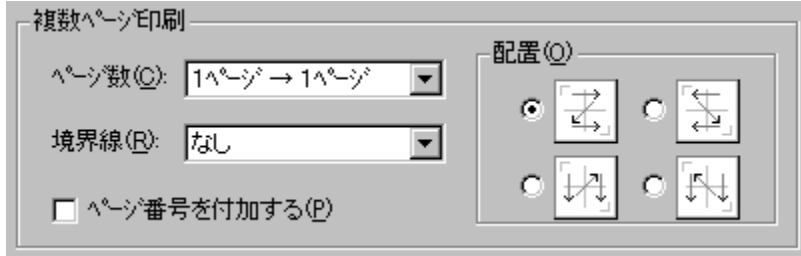 複数ﾍﾟｰｼﾞ印刷
ﾍﾟｰｼﾞ数(C): 1ﾍﾟｰｼﾞ → 1ﾍﾟｰｼﾞ
境界線(R): なし
ﾍﾟｰｼﾞ番号を付加する(P)
配置(O)